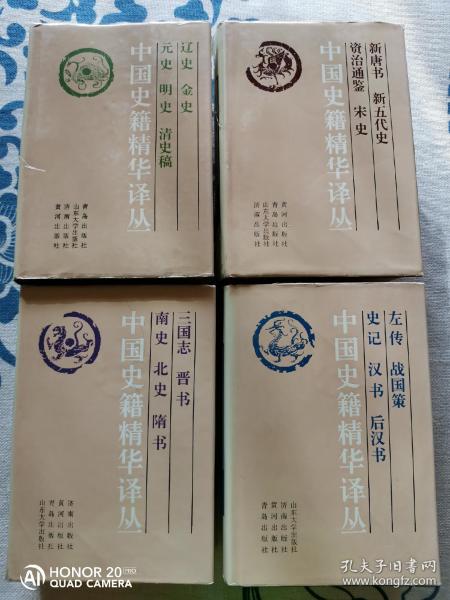 辽史 金史
元史 明史 清史稿
中国史籍精华译丛
青岛出版社
山东大学出版社
济南出版社
黄河出版社
新唐书 新五代史
资治通鉴 宋史
中国史籍精华译丛
黄河出版社
青岛出版社
山东大学出版社
济南出版社
三国志 晋书
南史 北史 隋书
中国史籍精华译丛
济南出版社
黄河出版社
青岛出版社
山东大学出版社
左传 战国策
史记 汉书 后汉书
中国史籍精华译丛
山东大学出版社
济南出版社
黄河出版社
青岛出版社
HONOR 20 PRO
QUAD CAMERA
孔夫子旧书网
book.kongfz.com